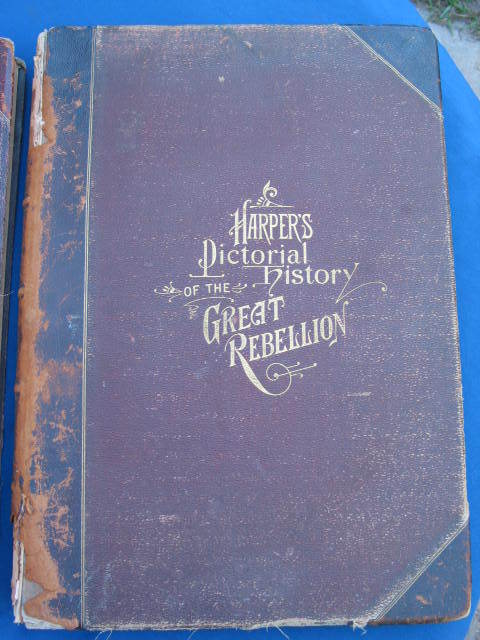 HARPER'S
Pictorial
History
OF THE
GREAT
REBELLION